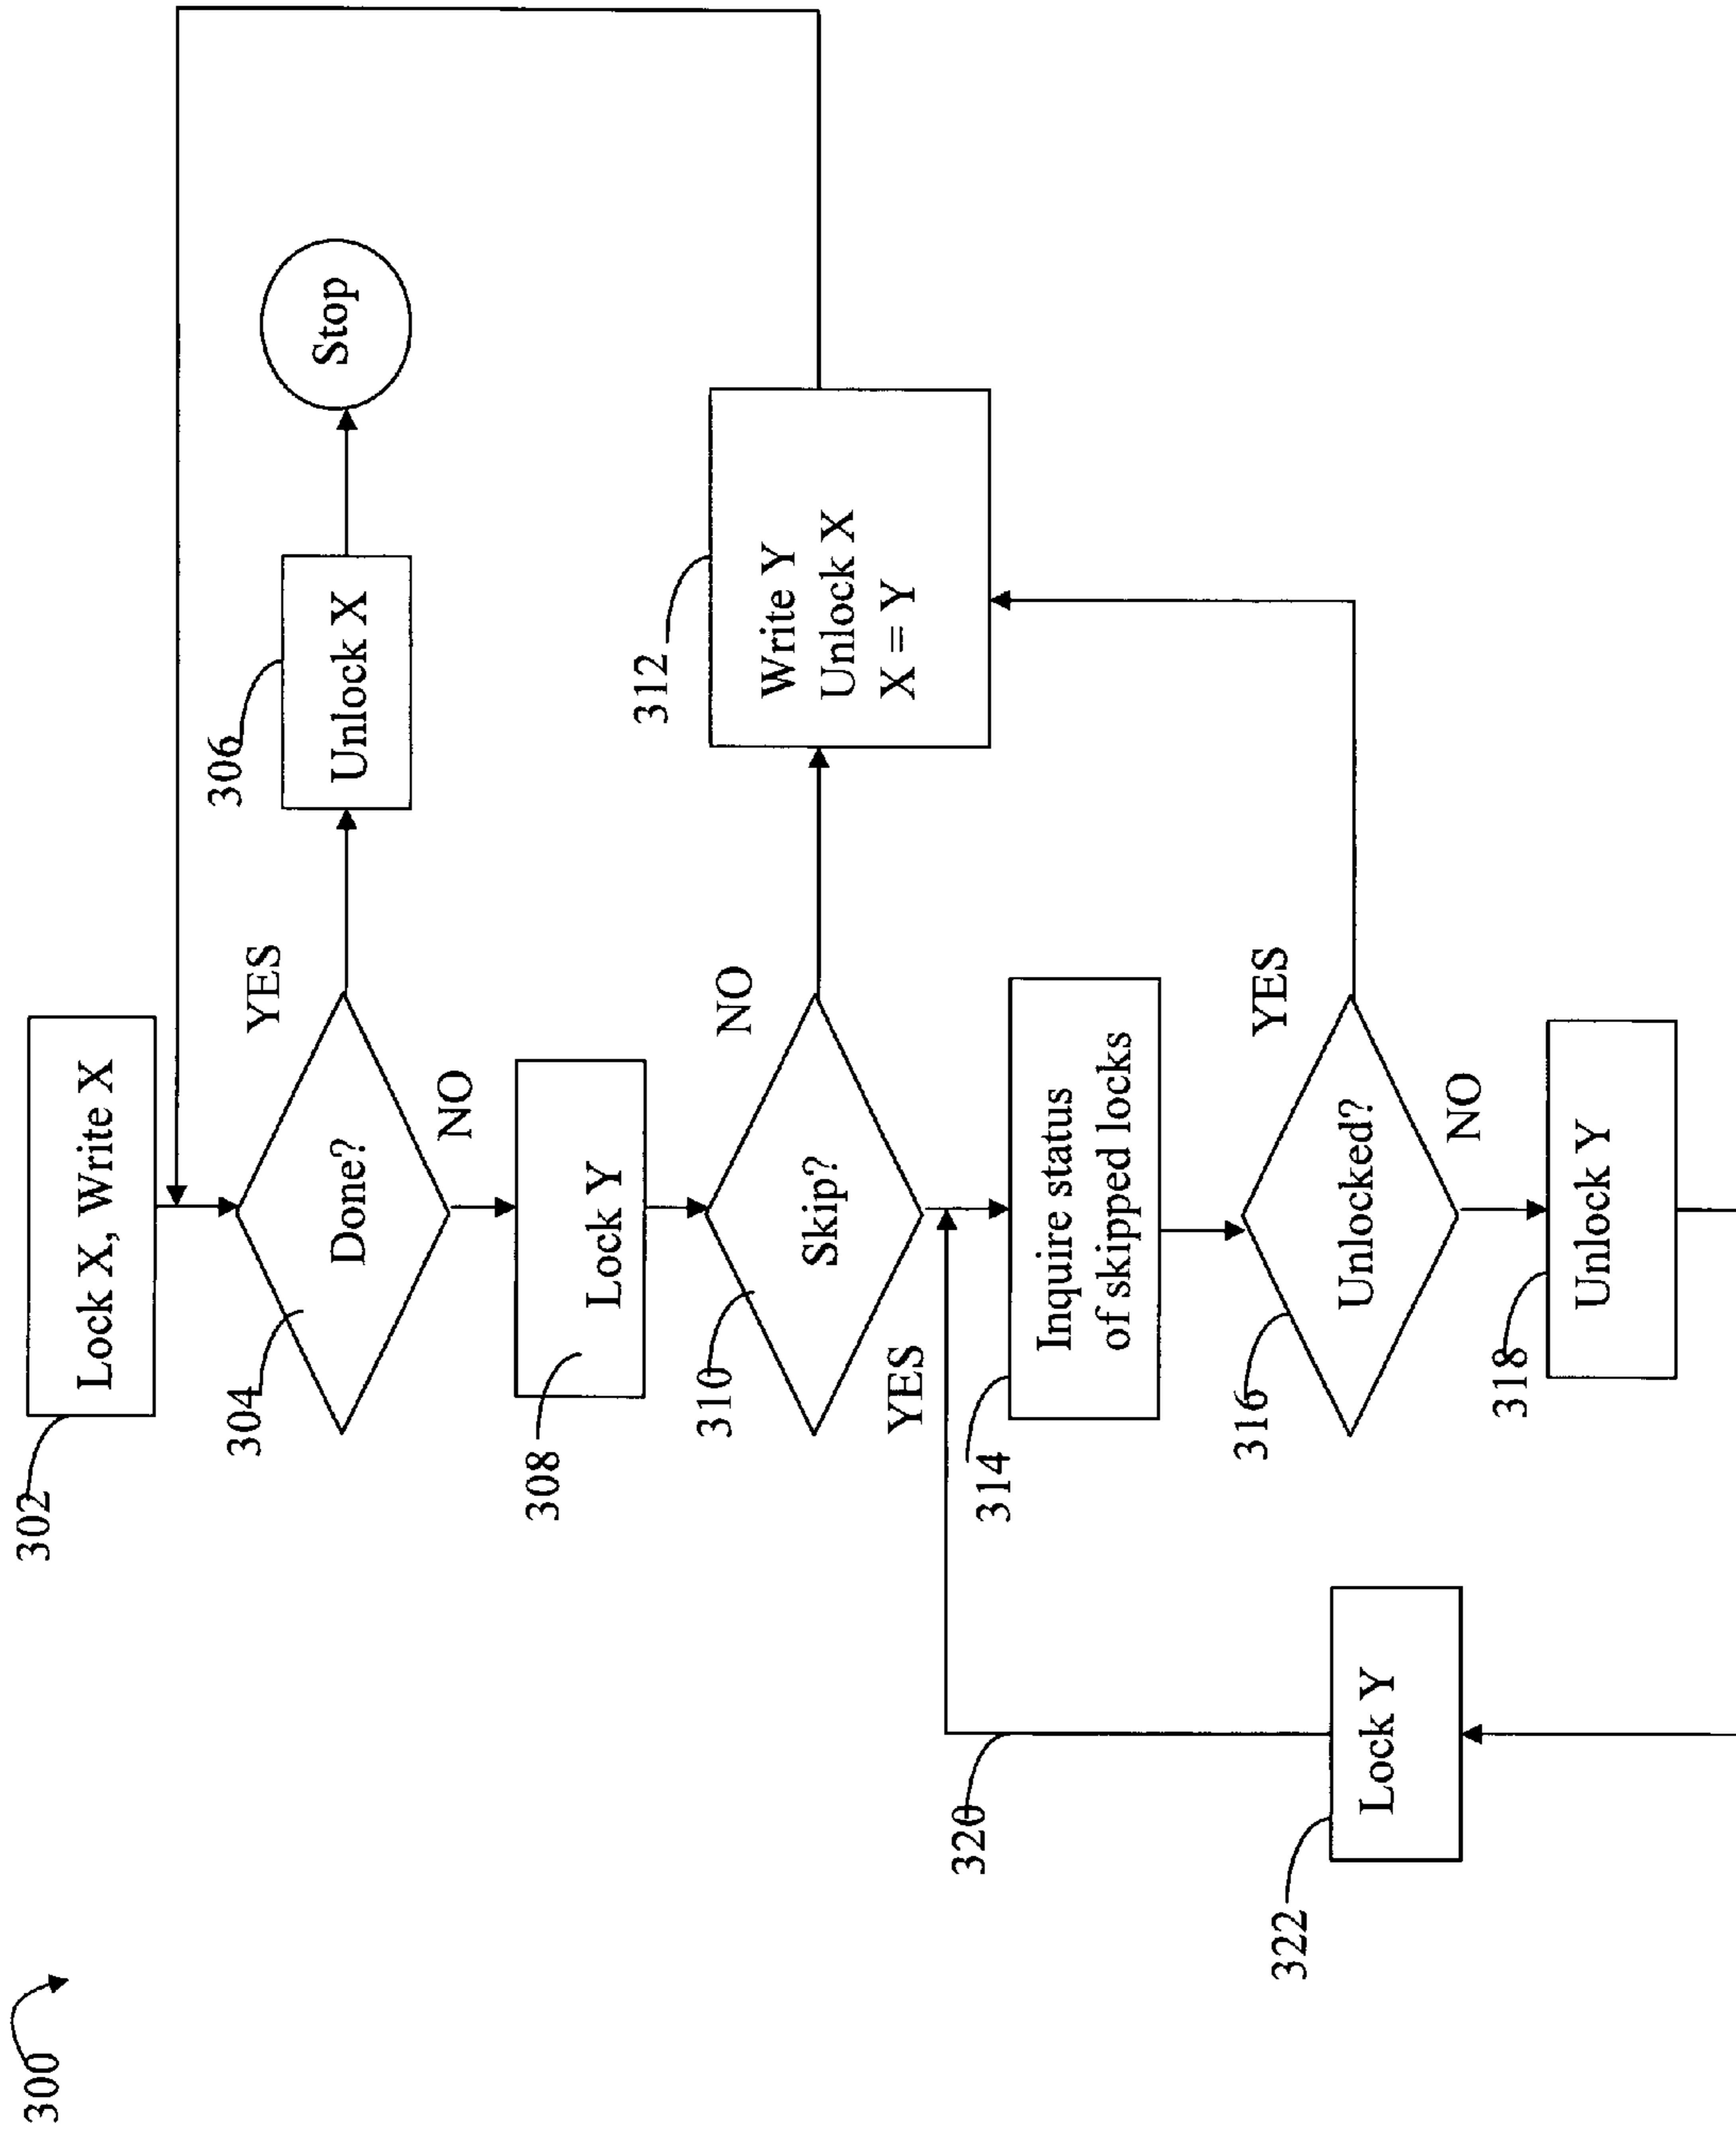 300
302
Lock X, Write X
304
Done?
YES
306
Unlock X
Stop
NO
308
Lock Y
310
Skip?
NO
312
Write Y
Unlock X
X = Y
YES
314
Inquire status
of skipped locks
320
316
Unlocked?
YES
322
Lock Y
NO
318
Unlock Y